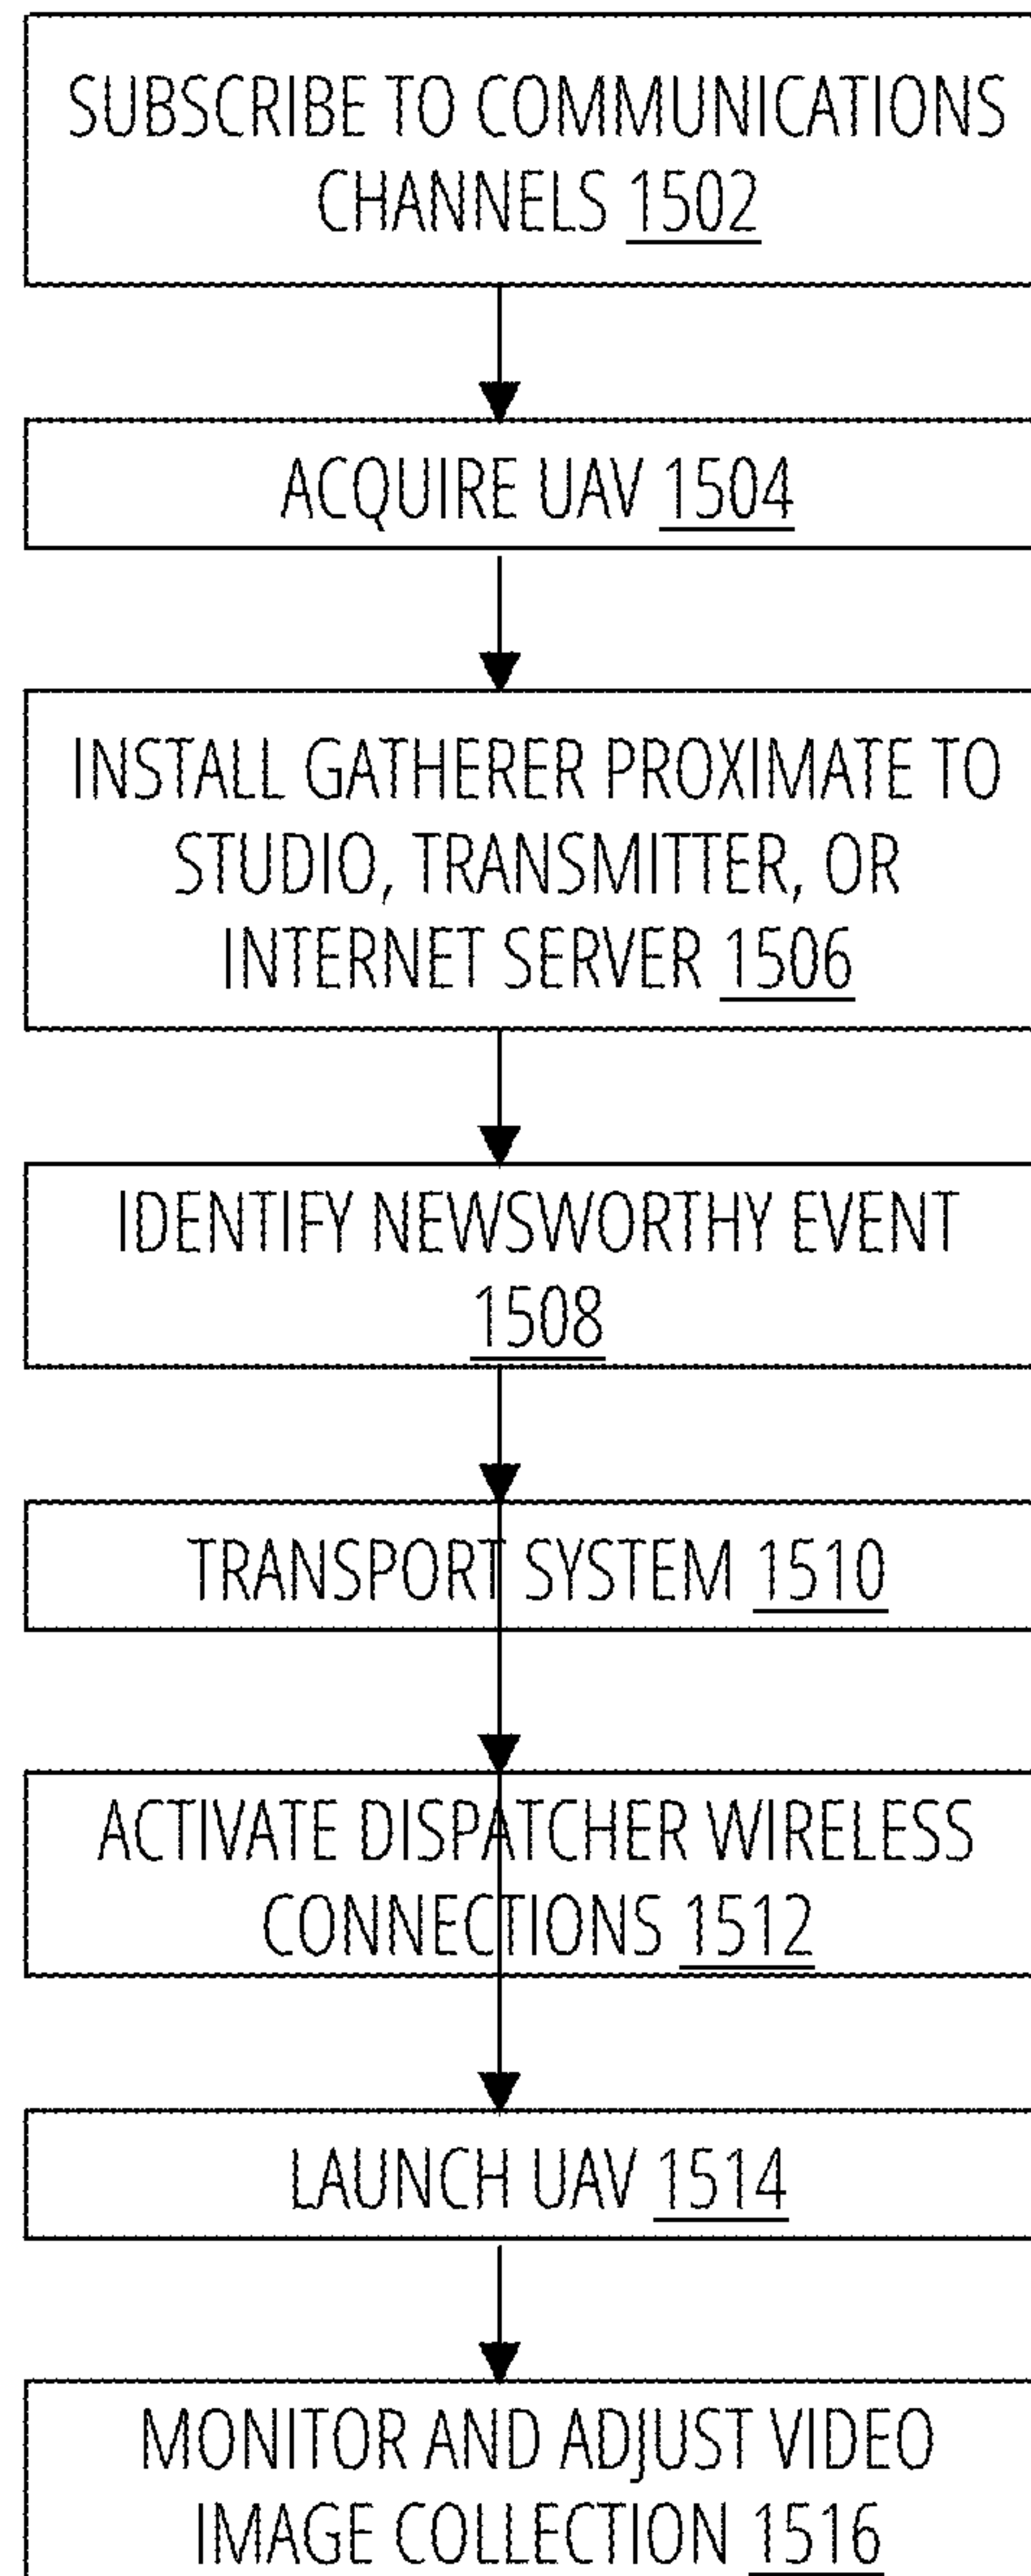 SUBSCRIBE TO COMMUNICATIONS
CHANNELS 1502
ACQUIRE UAV 1504
INSTALL GATHERER PROXIMATE TO
STUDIO, TRANSMITTER, OR
INTERNET SERVER 1506
IDENTIFY NEWSWORTHY EVENT
1508
TRANSPORT SYSTEM 1510
ACTIVATE DISPATCHER WIRELESS
CONNECTIONS 1512
LAUNCH UAV 1514
MONITOR AND ADJUST VIDEO
IMAGE COLLECTION 1516